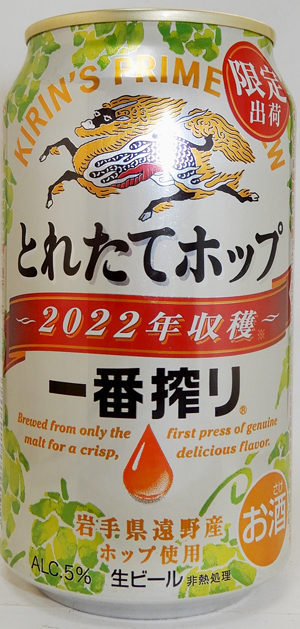 KIRIN'S PRIME
限定
出荷
とれたてホップ
~2022年収穫~※
一番搾り®
Brewed from only the first press of genuine
malt for a crisp, delicious flavor.
さけ
お酒
岩手県遠野産
ホップ使用
ALC.5% 生ビール 非熱処理